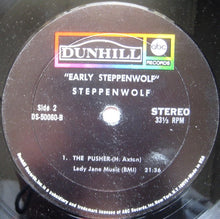 DUNHILL
abc
RECORDS
"EARLY STEPPENWOLF"
STEPPENWOLF
Side 2
DS-50060-B
STEREO
33⅓ RPM
1. THE PUSHER-(H. Axton)
Lady Jane Music (BMI) 21:36